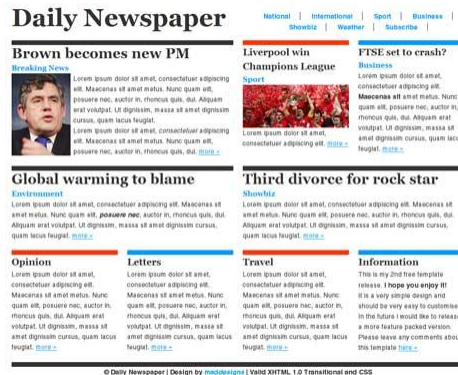 Daily Newspaper
National | International | Sport | Business |
Showbiz | Weather | Subscribe |
Brown becomes new PM
Breaking News
Lorem ipsum dolor sit amet, consectetuer adipiscing
elit. Maecenas sit amet metus. Nunc quam elit,
posuere nec, auctor in, rhoncus quis, dui. Aliquam
erat volutpat. Ut dignissim, massa sit amet dignissim
cursus, quam lacus feugiat.
Lorem ipsum dolor sit amet, consectetuer adipiscing
elit. Maecenas sit amet metus. Nunc quam elit,
posuere nec, auctor in, rhoncus quis, dui. more »
Liverpool win
Champions League
Sport
Lorem ipsum dolor sit amet,
consectetuer adipiscing elit. more »
FTSE set to crash?
Business
Lorem ipsum dolor sit amet,
consectetuer adipiscing elit.
Maecenas sit amet metus. Nunc
quam elit, posuere nec, auctor in,
rhoncus quis, dui. Aliquam erat
volutpat. Ut dignissim, massa sit
amet dignissim cursus, quam lacus
feugiat. more »
Global warming to blame
Environment
Lorem ipsum dolor sit amet, consectetuer adipiscing elit. Maecenas sit
amet metus. Nunc quam elit, posuere nec, auctor in, rhoncus quis, dui.
Aliquam erat volutpat. Ut dignissim, massa sit amet dignissim cursus,
quam lacus feugiat. more »
Third divorce for rock star
Showbiz
Lorem ipsum dolor sit amet, consectetuer adipiscing elit. Maecenas sit
amet metus. Nunc quam elit, posuere nec, auctor in, rhoncus quis, dui.
Aliquam erat volutpat. Ut dignissim, massa sit amet dignissim cursus,
quam lacus feugiat. more »
Opinion
Lorem ipsum dolor sit amet,
consectetuer adipiscing elit.
Maecenas sit amet metus. Nunc
quam elit, posuere nec, auctor in,
rhoncus quis, dui. Aliquam erat
volutpat. Ut dignissim, massa sit
amet dignissim cursus, quam lacus
feugiat. more »
Letters
Lorem ipsum dolor sit amet,
consectetuer adipiscing elit.
Maecenas sit amet metus. Nunc
quam elit, posuere nec, auctor in,
rhoncus quis, dui. Aliquam erat
volutpat. Ut dignissim, massa sit
amet dignissim cursus, quam lacus
feugiat. more »
Travel
Lorem ipsum dolor sit amet,
consectetuer adipiscing elit.
Maecenas sit amet metus. Nunc
quam elit, posuere nec, auctor in,
rhoncus quis, dui. Aliquam erat
volutpat. Ut dignissim, massa sit
amet dignissim cursus, quam lacus
feugiat. more »
Information
This is my 2nd free template
release. I hope you enjoy it!
It is a very simple design and
should be very easy to customise.
In the future I would like to release
a more feature packed version.
Please leave any comments about
this template here »
© Daily Newspaper | Design by maddesigns | Valid XHTML 1.0 Transitional and CSS